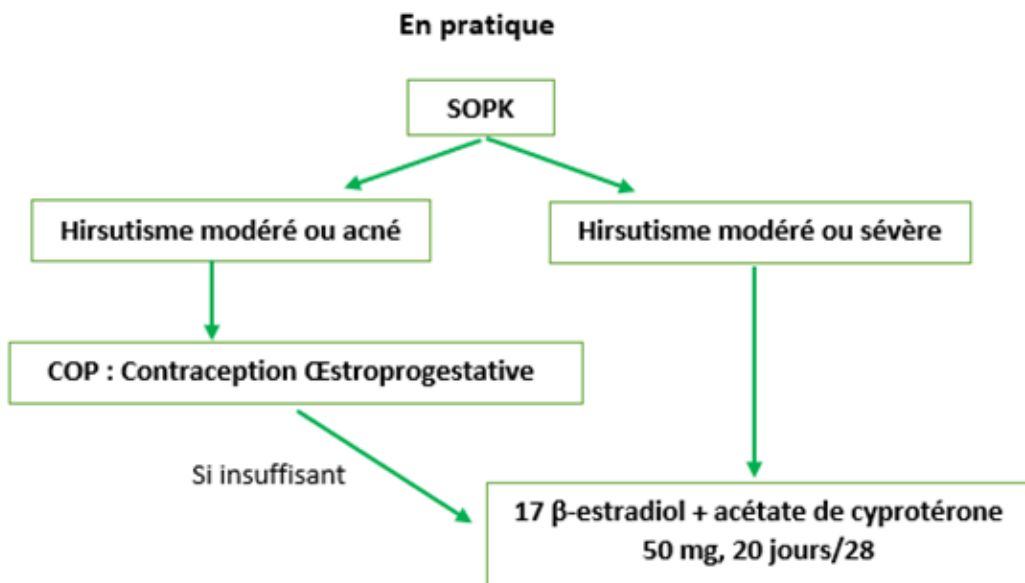 En pratique
SOPK
Hirsutisme modéré ou acné
Hirsutisme modéré ou sévère
COP : Contraception Œstroprogestative
Si insuffisant
17 β-estradiol + acétate de cyprotérone
50 mg, 20 jours/28